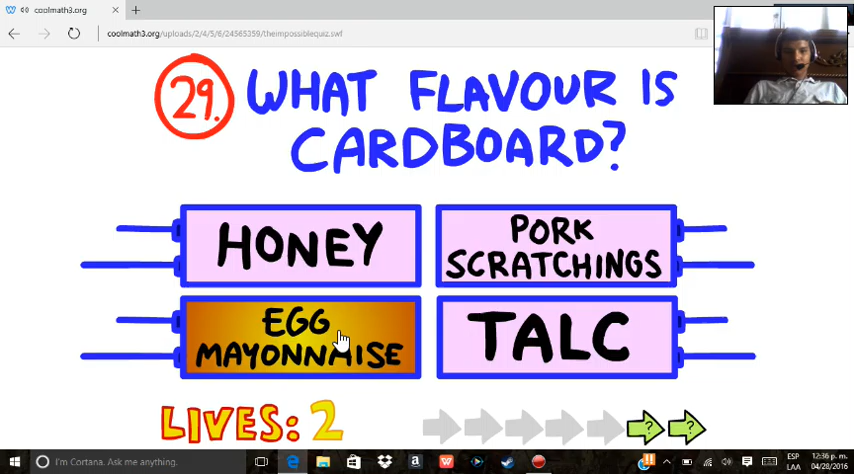 coolmath3.org
coolmath3.org/uploads/2/4/5/6/24565359/theimpossiblequiz.swf
29. WHAT FLAVOUR IS
CARDBOARD?
HONEY
PORK
SCRATCHINGS
EGG
MAYONNAISE
TALC
LIVES: 2
? ?
I'm Cortana. Ask me anything.
ESP 12:36 p. m.
LAA 04/28/2016